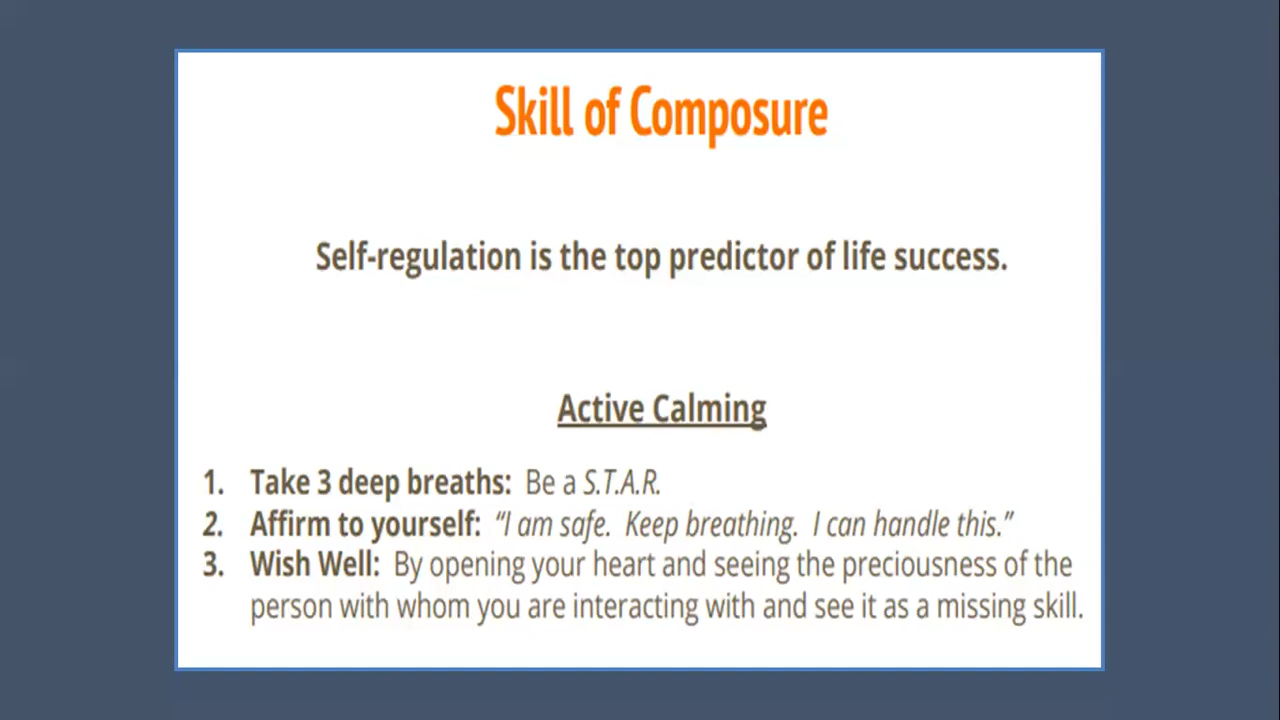 Skill of Composure
Self-regulation is the top predictor of life success.
Active Calming
1. Take 3 deep breaths: Be a S.T.A.R.
2. Affirm to yourself: “I am safe. Keep breathing. I can handle this.”
3. Wish Well: By opening your heart and seeing the preciousness of the
person with whom you are interacting with and see it as a missing skill.